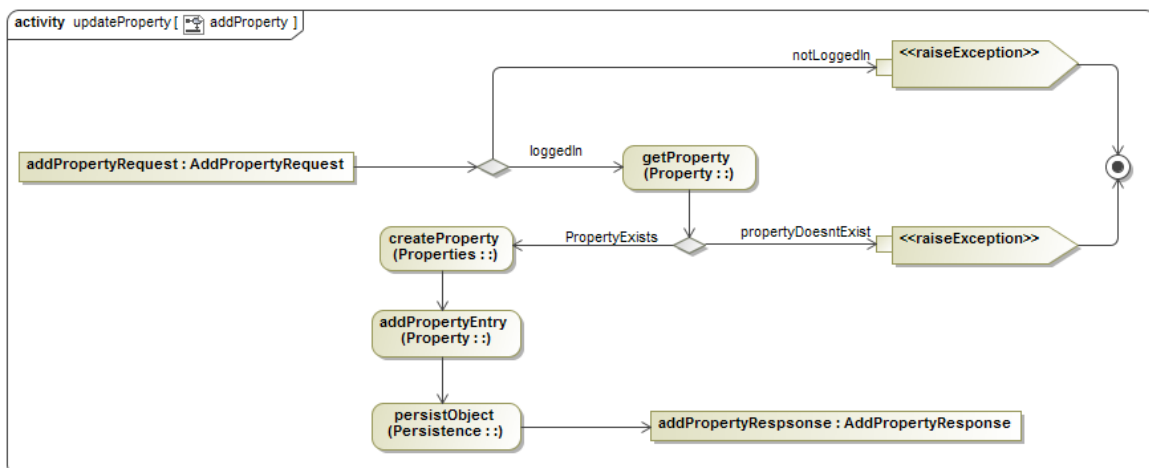 activity updateProperty [ addProperty ]
notLoggedIn
<<raiseException>>
addPropertyRequest : AddPropertyRequest
loggedIn
getProperty
(Property : :)
createProperty
(Properties : :)
PropertyExists
propertyDoesntExist
<<raiseException>>
addPropertyEntry
(Property : :)
persistObject
(Persistence : :)
addPropertyRespsonse : AddPropertyResponse